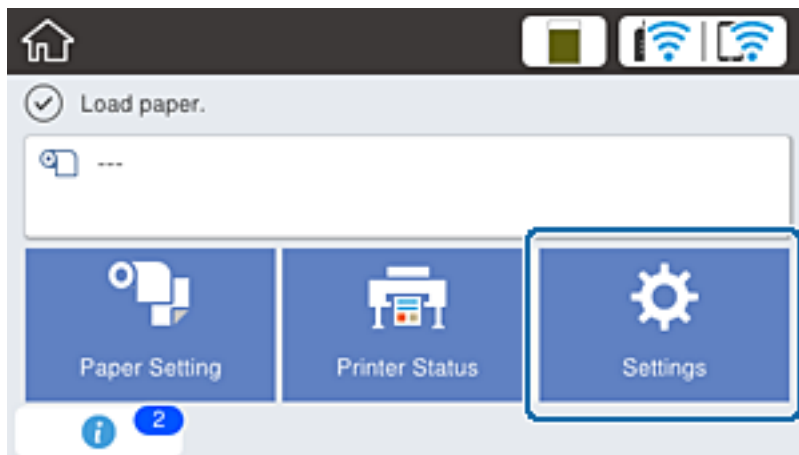 Load paper.
---
Paper Setting
Printer Status
Settings
i 2